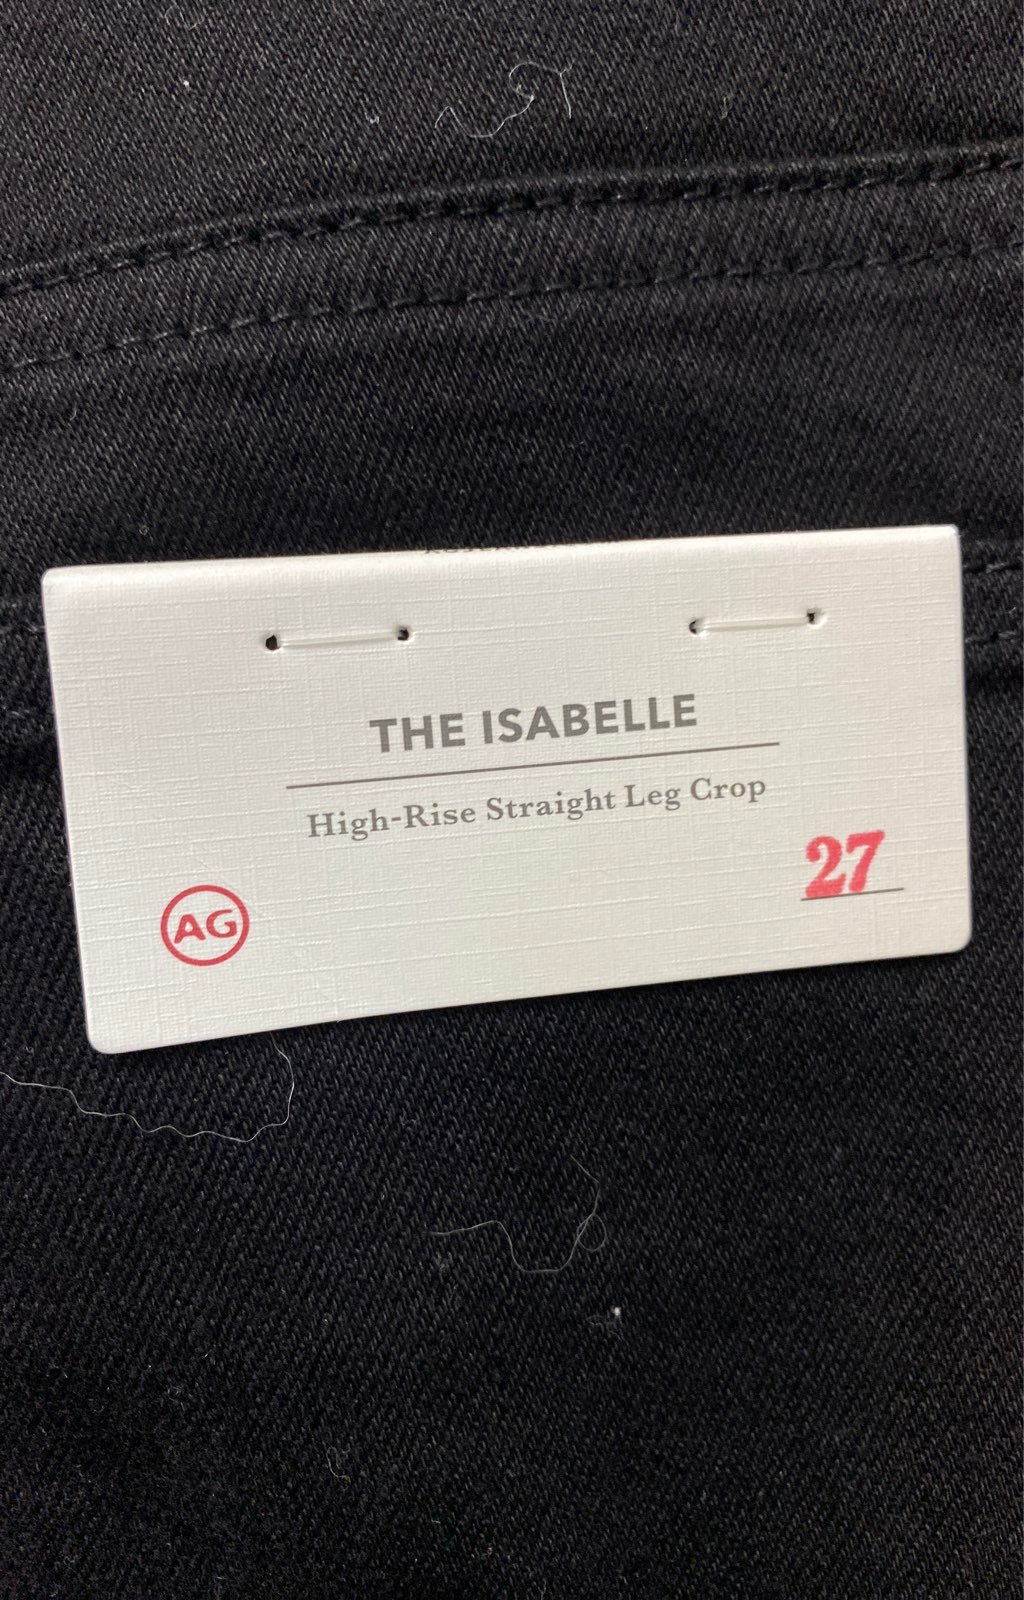 THE ISABELLE
High-Rise Straight Leg Crop
27
AG